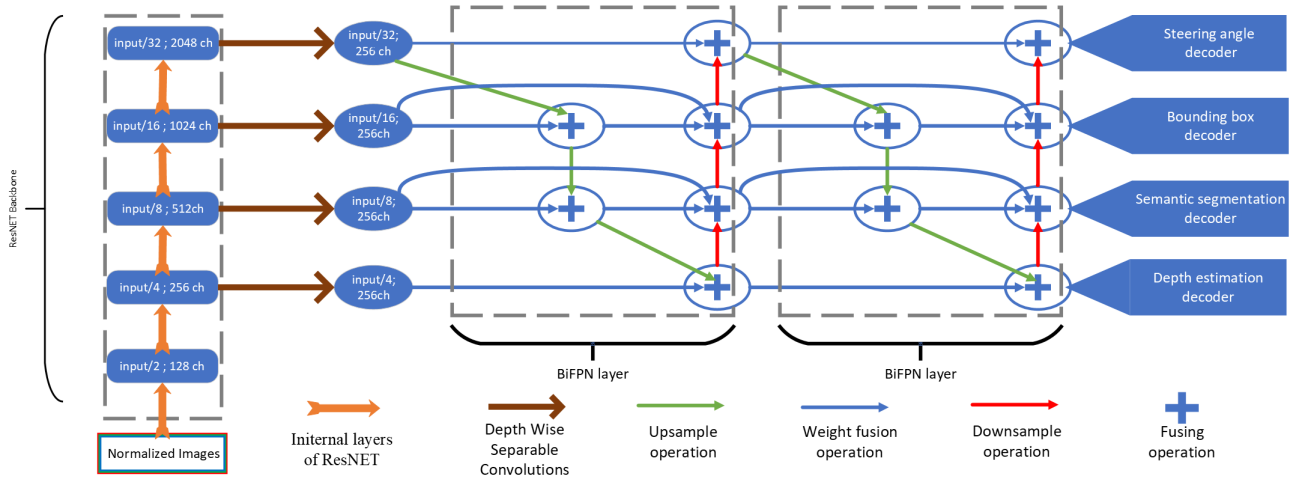 ResNET Backbone
input/32 ; 2048 ch
input/16 ; 1024 ch
input/8 ; 512ch
input/4 ; 256 ch
input/2 ; 128 ch
Normalized Images
input/32;
256 ch
input/16;
256ch
input/8;
256ch
input/4;
256ch
BiFPN layer
BiFPN layer
Steering angle
decoder
Bounding box
decoder
Semantic segmentation
decoder
Depth estimation
decoder
Initernal layers
of ResNET
Depth Wise
Separable
Convolutions
Upsample
operation
Weight fusion
operation
Downsample
operation
Fusing
operation